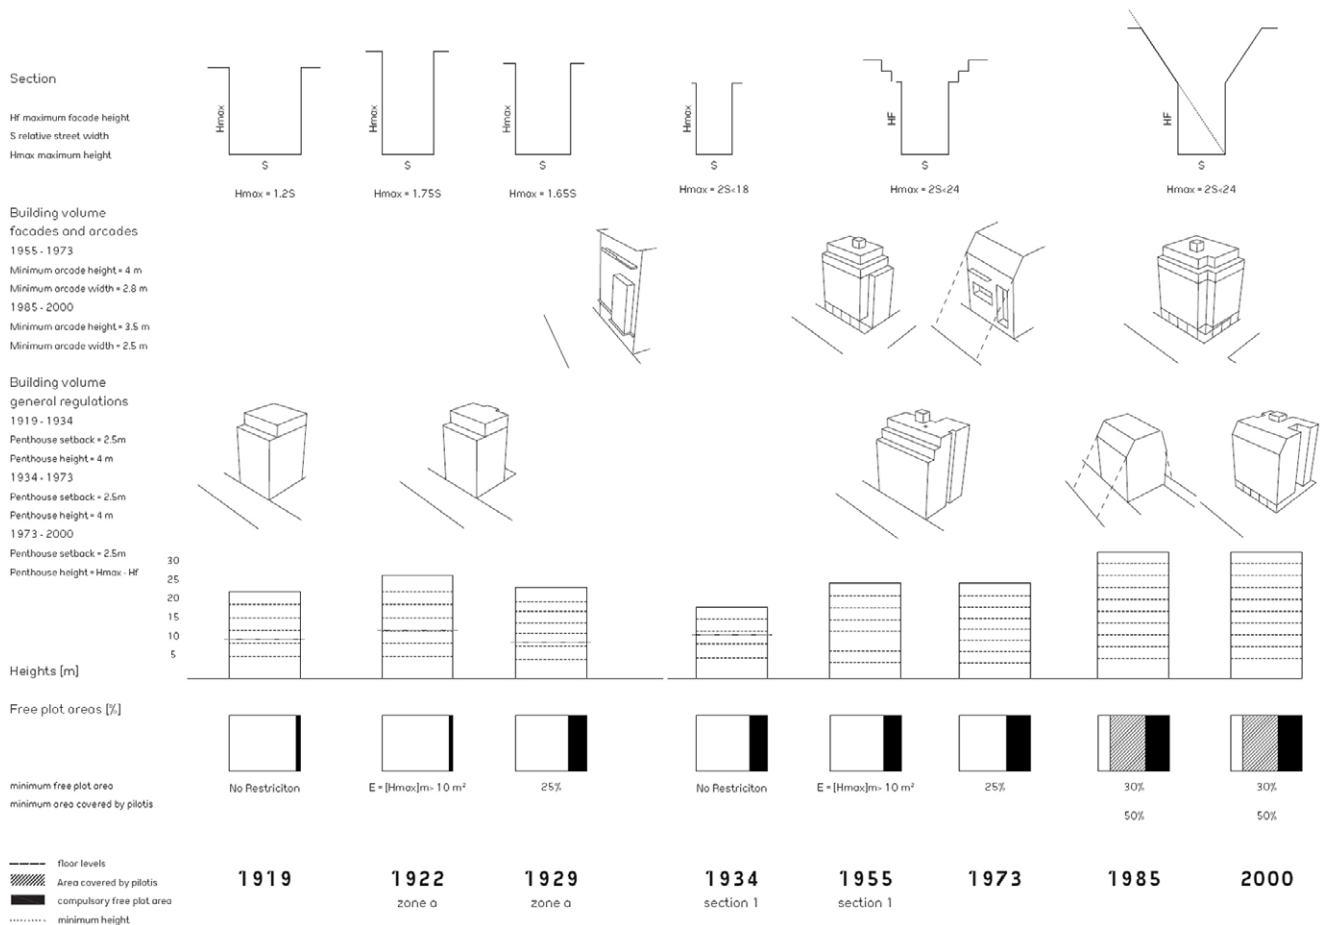 Section
Hf maximum facade height
S relative street width
Hmax maximum height
Hmax
S
Hmax = 1.2S
Hmax
S
Hmax = 1.75S
Hmax
S
Hmax = 1.65S
Hmax
S
Hmax = 2S<18
HF
S
Hmax = 2S<24
HF
S
Hmax = 2S<24
Building volume
facades and arcades
1955 - 1973
Minimum arcade height = 4 m
Minimum arcade width = 2.8 m
1985 - 2000
Minimum arcade height = 3.5 m
Minimum arcade width = 2.5 m
Building volume
general regulations
1919 - 1934
Penthouse setback = 2.5m
Penthouse height = 4 m
1934 - 1973
Penthouse setback = 2.5m
Penthouse height = 4 m
1973 - 2000
Penthouse setback = 2.5m
Penthouse height = Hmax - Hf
30
25
20
15
10
5
Heights [m]
Free plot areas [%]
minimum free plot area
minimum area covered by pilotis
No Restriciton
E = [Hmax]m> 10 m²
25%
No Restriciton
E = [Hmax]m> 10 m²
25%
30%
30%
50%
50%
floor levels
Area covered by pilotis
compulsory free plot area
minimum height
1919
1922
zone a
1929
zone a
1934
section 1
1955
section 1
1973
1985
2000